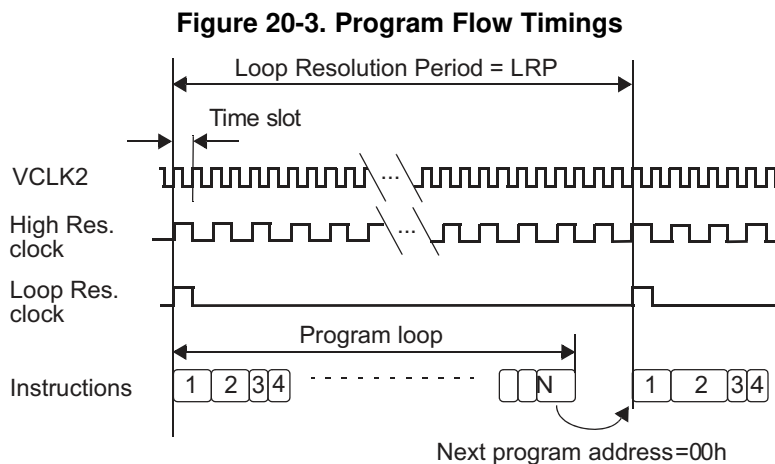 Figure 20-3. Program Flow Timings
Loop Resolution Period = LRP
Time slot
VCLK2
...
High Res.
clock
...
Loop Res.
clock
Program loop
Instructions
1 2 3 4
N
1 2 3 4
Next program address=00h